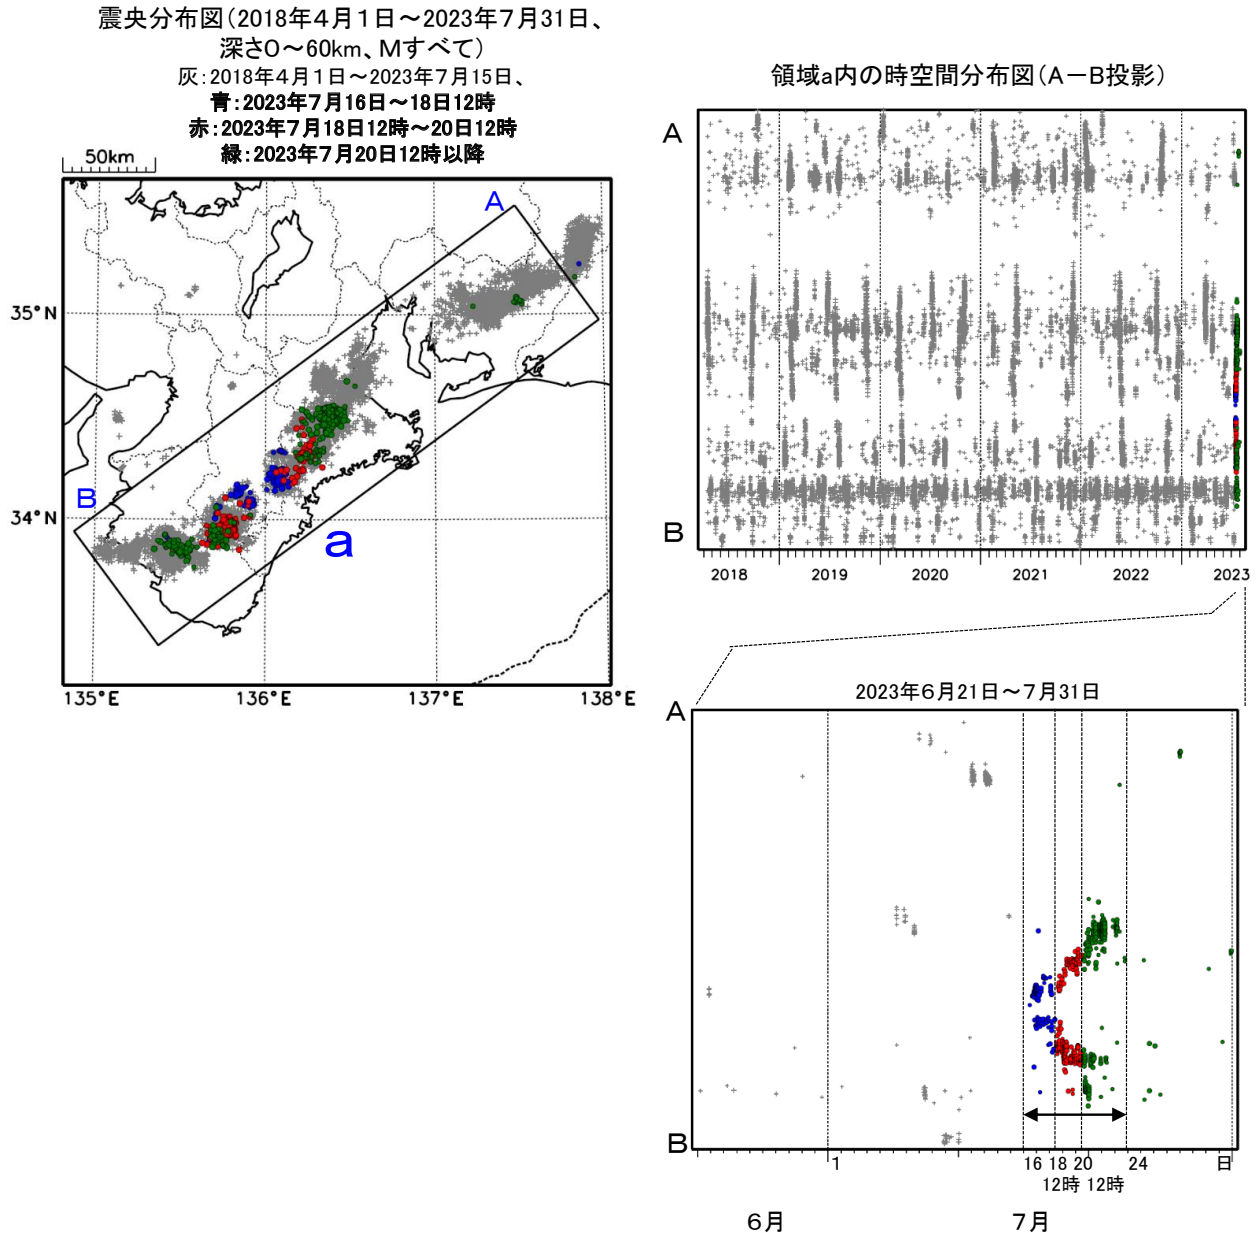 震央分布図（2018年４月１日～2023年７月31日、
深さ０～60km、Ｍすべて）
灰：2018年４月１日～2023年７月15日、
青：2023年７月16日～18日12時
赤：2023年７月18日12時～20日12時
緑：2023年７月20日12時以降
50km
A
B
a
35°N
34°N
135°E
136°E
137°E
138°E
領域a内の時空間分布図（Ａ－Ｂ投影）
A
B
2018 2019 2020 2021 2022 2023
2023年６月21日～７月31日
A
B
1 16 18 20 24 日
12時 12時
６月 ７月